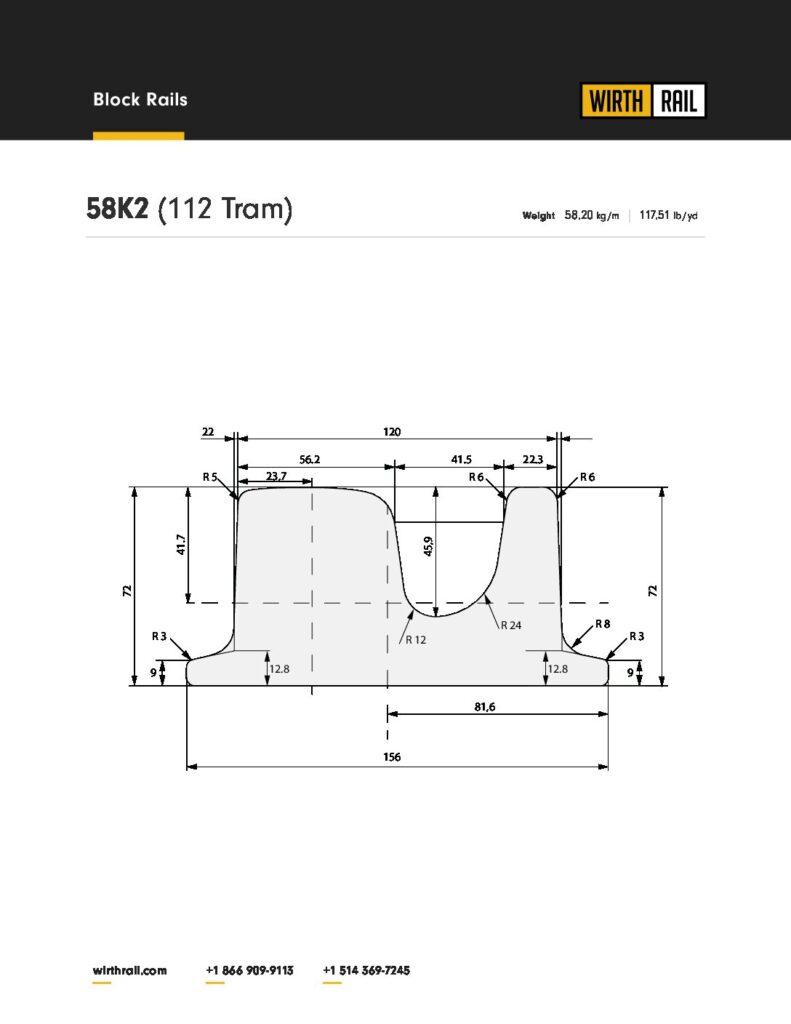 Block Rails
WIRTH RAIL
58K2 (112 Tram)
Weight 58,20 kg/m | 117,51 lb/yd
22 120
56.2 41.5 22.3
R 5 23,7 R 6 R 6
41.7
45,9
72
72
R 12
R 24
R 8
R 3
R 3
9
12.8
12.8
9
81,6
156
wirthrail.com +1 866 909-9113 +1 514 369-7245